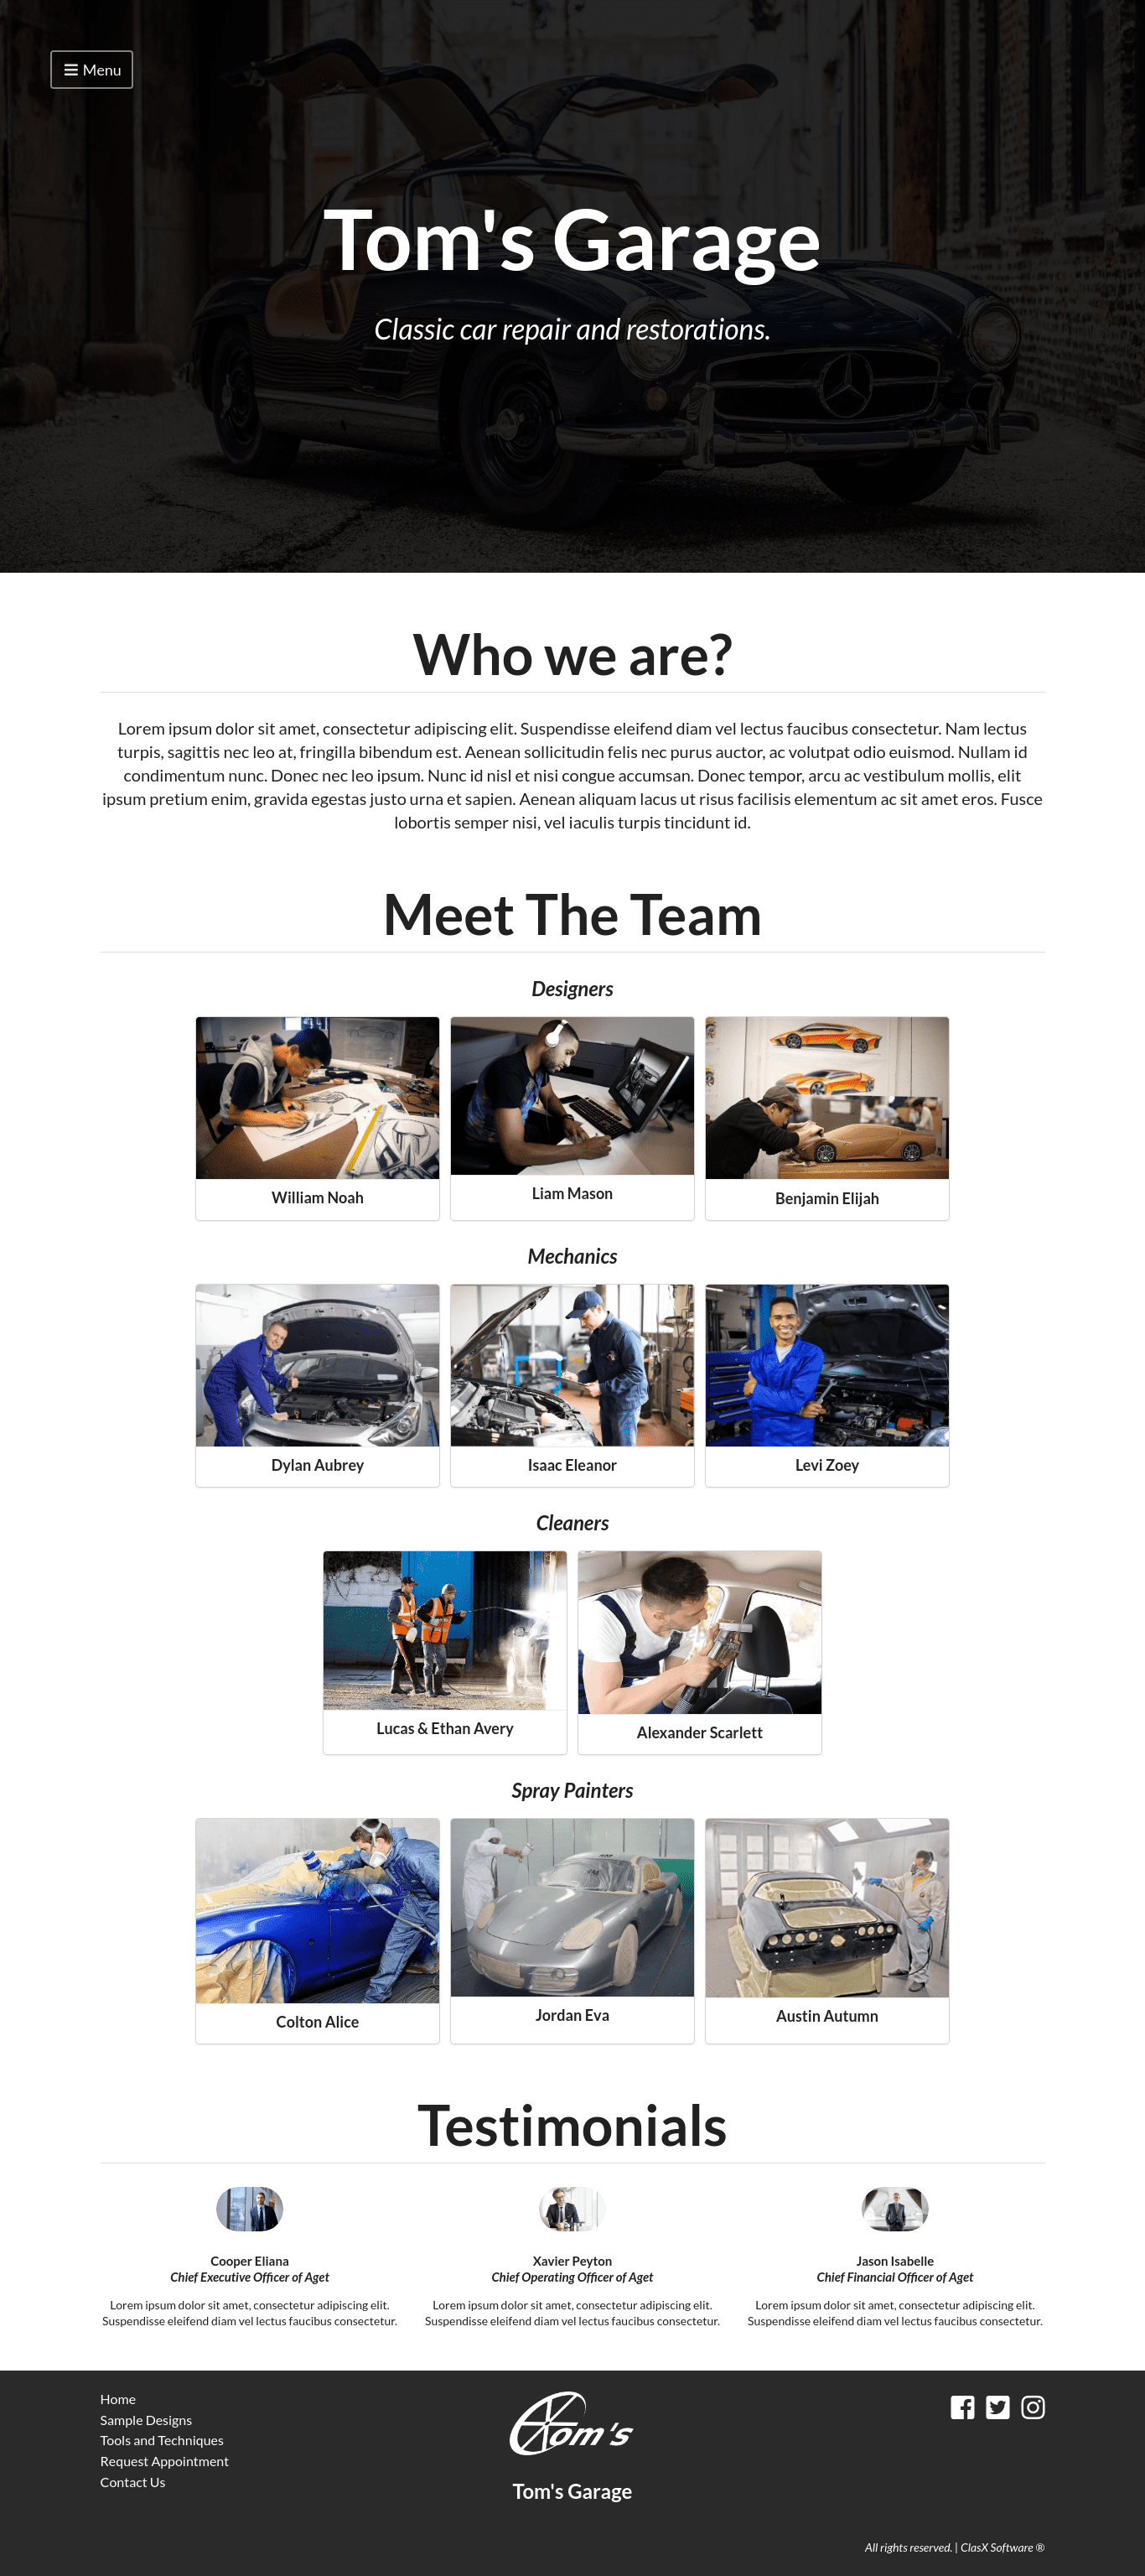 Menu
Tom's Garage
Classic car repair and restorations.
Who we are?
Lorem ipsum dolor sit amet, consectetur adipiscing elit. Suspendisse eleifend diam vel lectus faucibus consectetur. Nam lectus
turpis, sagittis nec leo at, fringilla bibendum est. Aenean sollicitudin felis nec purus auctor, ac volutpat odio euismod. Nullam id
condimentum nunc. Donec nec leo ipsum. Nunc id nisl et nisi congue accumsan. Donec tempor, arcu ac vestibulum mollis, elit
ipsum pretium enim, gravida egestas justo urna et sapien. Aenean aliquam lacus ut risus facilisis elementum ac sit amet eros. Fusce
lobortis semper nisi, vel iaculis turpis tincidunt id.
Meet The Team
Designers
William Noah
Liam Mason
Benjamin Elijah
Mechanics
Dylan Aubrey
Isaac Eleanor
Levi Zoey
Cleaners
Lucas & Ethan Avery
Alexander Scarlett
Spray Painters
Colton Alice
Jordan Eva
Austin Autumn
Testimonials
Cooper Eliana
Chief Executive Officer of Aget
Lorem ipsum dolor sit amet, consectetur adipiscing elit.
Suspendisse eleifend diam vel lectus faucibus consectetur.
Xavier Peyton
Chief Operating Officer of Aget
Lorem ipsum dolor sit amet, consectetur adipiscing elit.
Suspendisse eleifend diam vel lectus faucibus consectetur.
Jason Isabelle
Chief Financial Officer of Aget
Lorem ipsum dolor sit amet, consectetur adipiscing elit.
Suspendisse eleifend diam vel lectus faucibus consectetur.
Home
Sample Designs
Tools and Techniques
Request Appointment
Contact Us
Tom's
Tom's Garage
All rights reserved. | ClasX Software ®